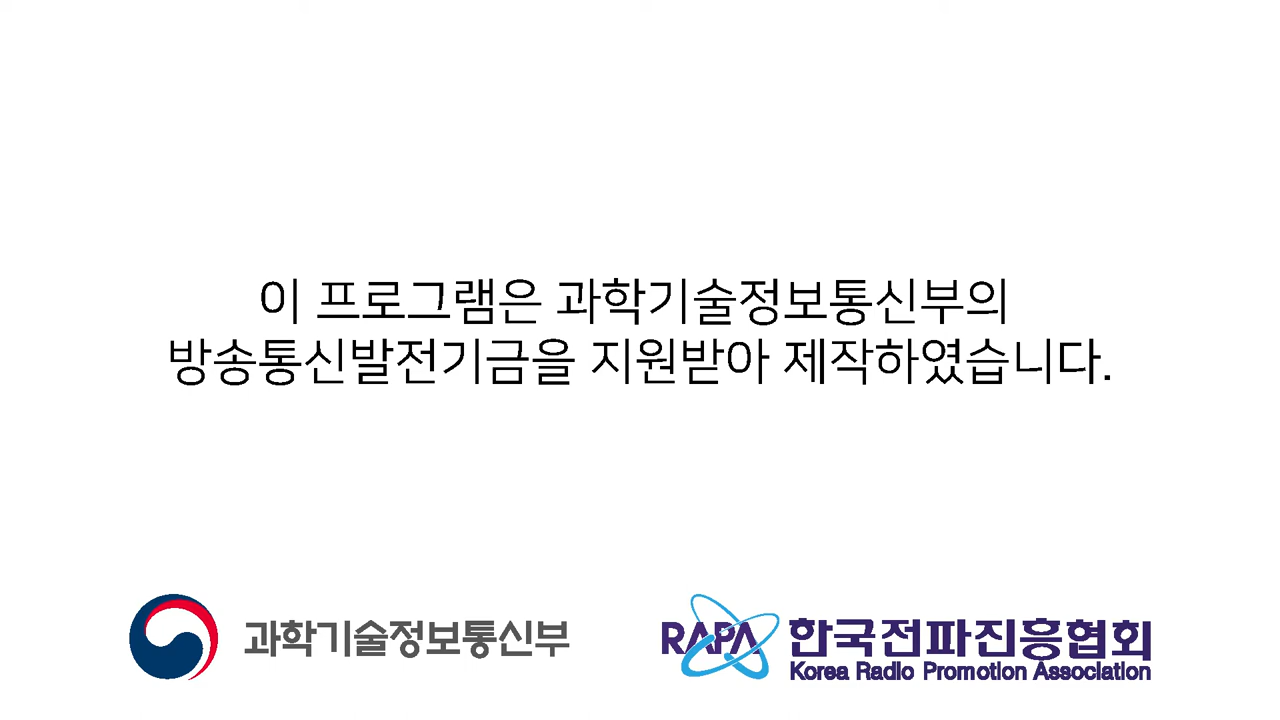 이 프로그램은 과학기술정보통신부의
방송통신발전기금을 지원받아 제작하였습니다.
과학기술정보통신부
RAPA 한국전파진흥협회
Korea Radio Promotion Association